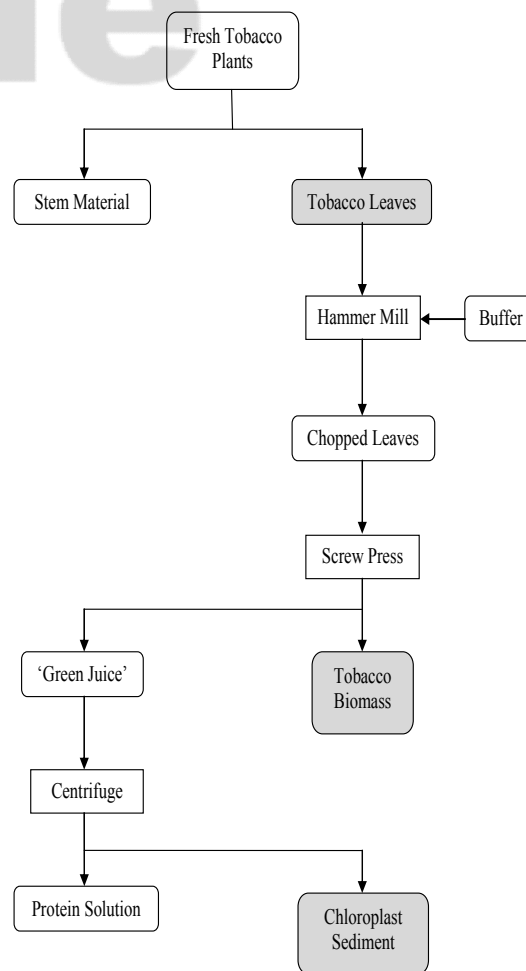 Fresh Tobacco
Plants
Stem Material
Tobacco Leaves
Hammer Mill
Buffer
Chopped Leaves
Screw Press
‘Green Juice’
Tobacco
Biomass
Centrifuge
Protein Solution
Chloroplast
Sediment